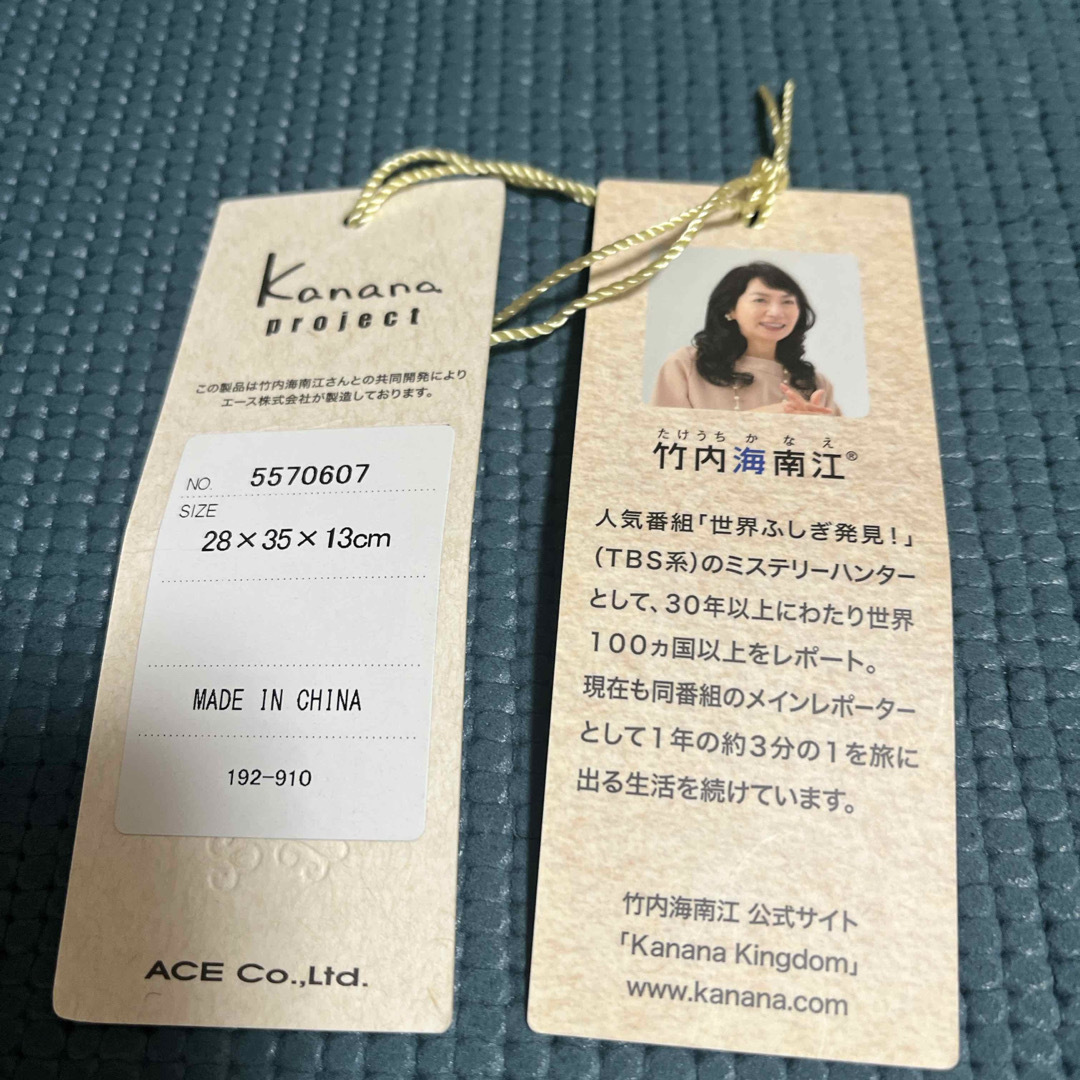 Kanana
project
この製品は竹内海南江さんとの共同開発により
エース株式会社が製造しております。
NO. 5570607
SIZE
28×35×13cm
MADE IN CHINA
192-910
ACE Co.,Ltd.
たけうち か な え
竹内海南江®
人気番組「世界ふしぎ発見!」
(TBS系)のミステリーハンター
として、30年以上にわたり世界
100ヵ国以上をレポート。
現在も同番組のメインレポーター
として1年の約3分の1を旅に
出る生活を続けています。
竹内海南江 公式サイト
「Kanana Kingdom」
www.kanana.com